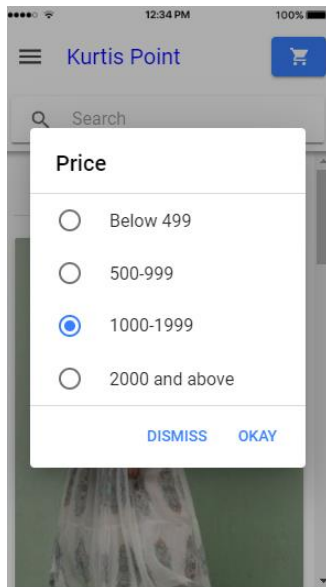 12:34 PM 100%
Kurtis Point
Search
Price
Below 499
500-999
1000-1999
2000 and above
DISMISS OKAY